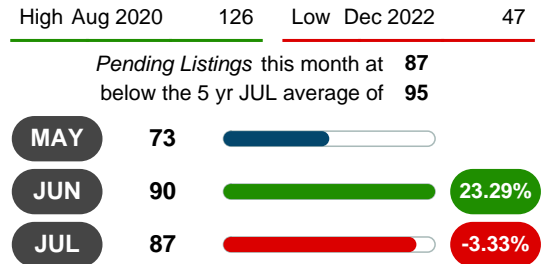 High Aug 2020 126 Low Dec 2022 47
Pending Listings this month at 87
below the 5 yr JUL average of 95
MAY 73
JUN 90 23.29%
JUL 87 -3.33%